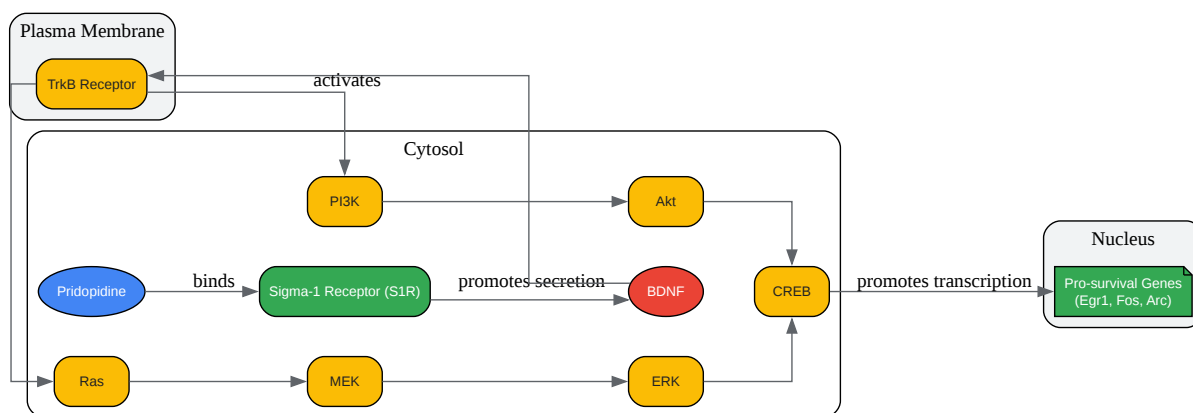 Plasma Membrane
TrkB Receptor
activates
Cytosol
PI3K
Akt
Nucleus
Pridopidine
binds
Sigma-1 Receptor (S1R)
promotes secretion
BDNF
CREB
promotes transcription
Pro-survival Genes
(Egr1, Fos, Arc)
Ras
MEK
ERK